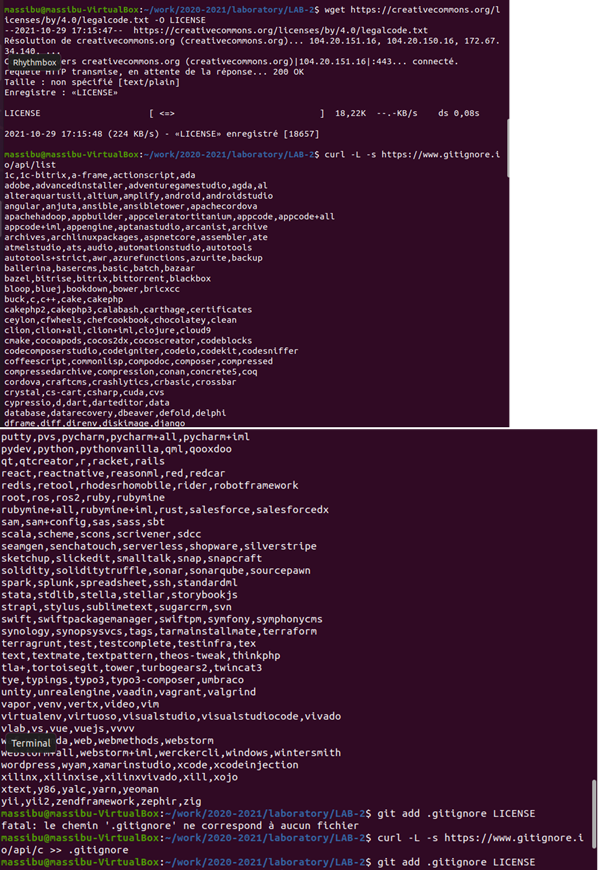 massibu@massibu-VirtualBox:~/work/2020-2021/laboratory/LAB-2$ wget https://creativecommons.org/l
icenses/by/4.0/legalcode.txt -O LICENSE
--2021-10-29 17:15:47--  https://creativecommons.org/licenses/by/4.0/legalcode.txt
Résolution de creativecommons.org (creativecommons.org)... 104.20.151.16, 104.20.150.16, 172.67.
34.140, ...
Rhythmbox
ers creativecommons.org (creativecommons.org)|104.20.151.16|:443... connecté.
requête HTTP transmise, en attente de la réponse... 200 OK
Taille : non spécifié [text/plain]
Enregistre : «LICENSE»
LICENSE [ <=> ] 18,22K --.-KB/s ds 0,08s
2021-10-29 17:15:48 (224 KB/s) - «LICENSE» enregistré [18657]
massibu@massibu-VirtualBox:~/work/2020-2021/laboratory/LAB-2$ curl -L -s https://www.gitignore.i
o/api/list
1c,1c-bitrix,a-frame,actionscript,ada
adobe,advancedinstaller,adventuregamestudio,agda,al
alteraquartusii,altium,amplify,android,androidstudio
angular,anjuta,ansible,ansibletower,apachecordova
apachehadoop,appbuilder,appceleratortitanium,appcode,appcode+all
appcode+iml,appengine,aptanastudio,arcanist,archive
archives,archlinuxpackages,aspnetcore,assembler,ate
atmelstudio,ats,audio,automationstudio,autotools
autotools+strict,awr,azurefunctions,azurite,backup
ballerina,basercms,basic,batch,bazaar
bazel,bitrise,bitrix,bittorrent,blackbox
bloop,bluej,bookdown,bower,bricxcc
buck,c,c++,cake,cakephp
cakephp2,cakephp3,calabash,carthage,certificates
ceylon,cfwheels,chefcookbook,chocolatey,clean
clion,clion+all,clion+iml,clojure,cloud9
cmake,cocoapods,cocos2dx,cocoscreator,codeblocks
codecomposerstudio,codeigniter,codeio,codekit,codesniffer
coffeescript,commonlisp,compodoc,composer,compressed
compressedarchive,compression,conan,concrete5,coq
cordova,craftcms,crashlytics,crbasic,crossbar
crystal,cs-cart,csharp,cuda,cvs
cypressio,d,dart,darteditor,data
database,datarecovery,dbeaver,defold,delphi
dframe,diff,direnv,diskimage,django
putty,pvs,pycharm,pycharm+all,pycharm+iml
pydev,python,pythonvanilla,qml,qooxdoo
qt,qtcreator,r,racket,rails
react,reactnative,reasonml,red,redcar
redis,retool,rhodesrhomobile,rider,robotframework
root,ros,ros2,ruby,rubymine
rubymine+all,rubymine+iml,rust,salesforce,salesforcedx
sam,sam+config,sas,sass,sbt
scala,scheme,scons,scrivener,sdcc
seamgen,senchatouch,serverless,shopware,silverstripe
sketchup,slickedit,smalltalk,snap,snapcraft
solidity,soliditytruffle,sonar,sonarqube,sourcepawn
spark,splunk,spreadsheet,ssh,standardml
stata,stdlib,stella,stellar,storybookjs
strapi,stylus,sublimetext,sugarcrm,svn
swift,swiftpackagemanager,swiftpm,symfony,symphonycms
synology,synopsysvcs,tags,tarmainstallmate,terraform
terragrunt,test,testcomplete,testinfra,tex
text,textmate,textpattern,theos-tweak,thinkphp
tla+,tortoisegit,tower,turbogears2,twincat3
tye,typings,typo3,typo3-composer,umbraco
unity,unrealengine,vaadin,vagrant,valgrind
vapor,venv,vertx,video,vim
virtualenv,virtuoso,visualstudio,visualstudiocode,vivado
vlab,vs,vue,vuejs,vvvv
Terminal
da,web,webmethods,webstorm
webstorm+all,webstorm+iml,werckercli,windows,wintersmith
wordpress,wyam,xamarinstudio,xcode,xcodeinjection
xilinx,xilinxise,xilinxvivado,xill,xojo
xtext,y86,yalc,yarn,yeoman
yii,yii2,zendframework,zephir,zig
massibu@massibu-VirtualBox:~/work/2020-2021/laboratory/LAB-2$ git add .gitignore LICENSE
fatal: le chemin '.gitignore' ne correspond à aucun fichier
massibu@massibu-VirtualBox:~/work/2020-2021/laboratory/LAB-2$ curl -L -s https://www.gitignore.i
o/api/c >> .gitignore
massibu@massibu-VirtualBox:~/work/2020-2021/laboratory/LAB-2$ git add .gitignore LICENSE